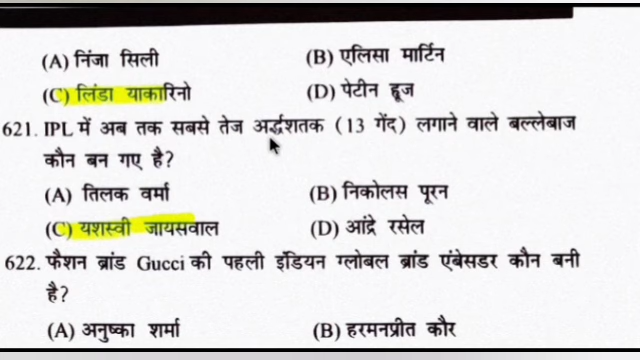 (A) निंजा सिली (B) एलिसा मार्टिन
(C) लिंडा याकारिनो (D) पेटीन हूज
621. IPL में अब तक सबसे तेज अर्द्धशतक (13 गेंद) लगाने वाले बल्लेबाज
कौन बन गए है?
(A) तिलक वर्मा (B) निकोलस पूरन
(C) यशस्वी जायसवाल (D) आंद्रे रसेल
622. फैशन ब्रांड Gucci की पहली इंडियन ग्लोबल ब्रांड एंबेसडर कौन बनी
है?
(A) अनुष्का शर्मा (B) हरमनप्रीत कौर